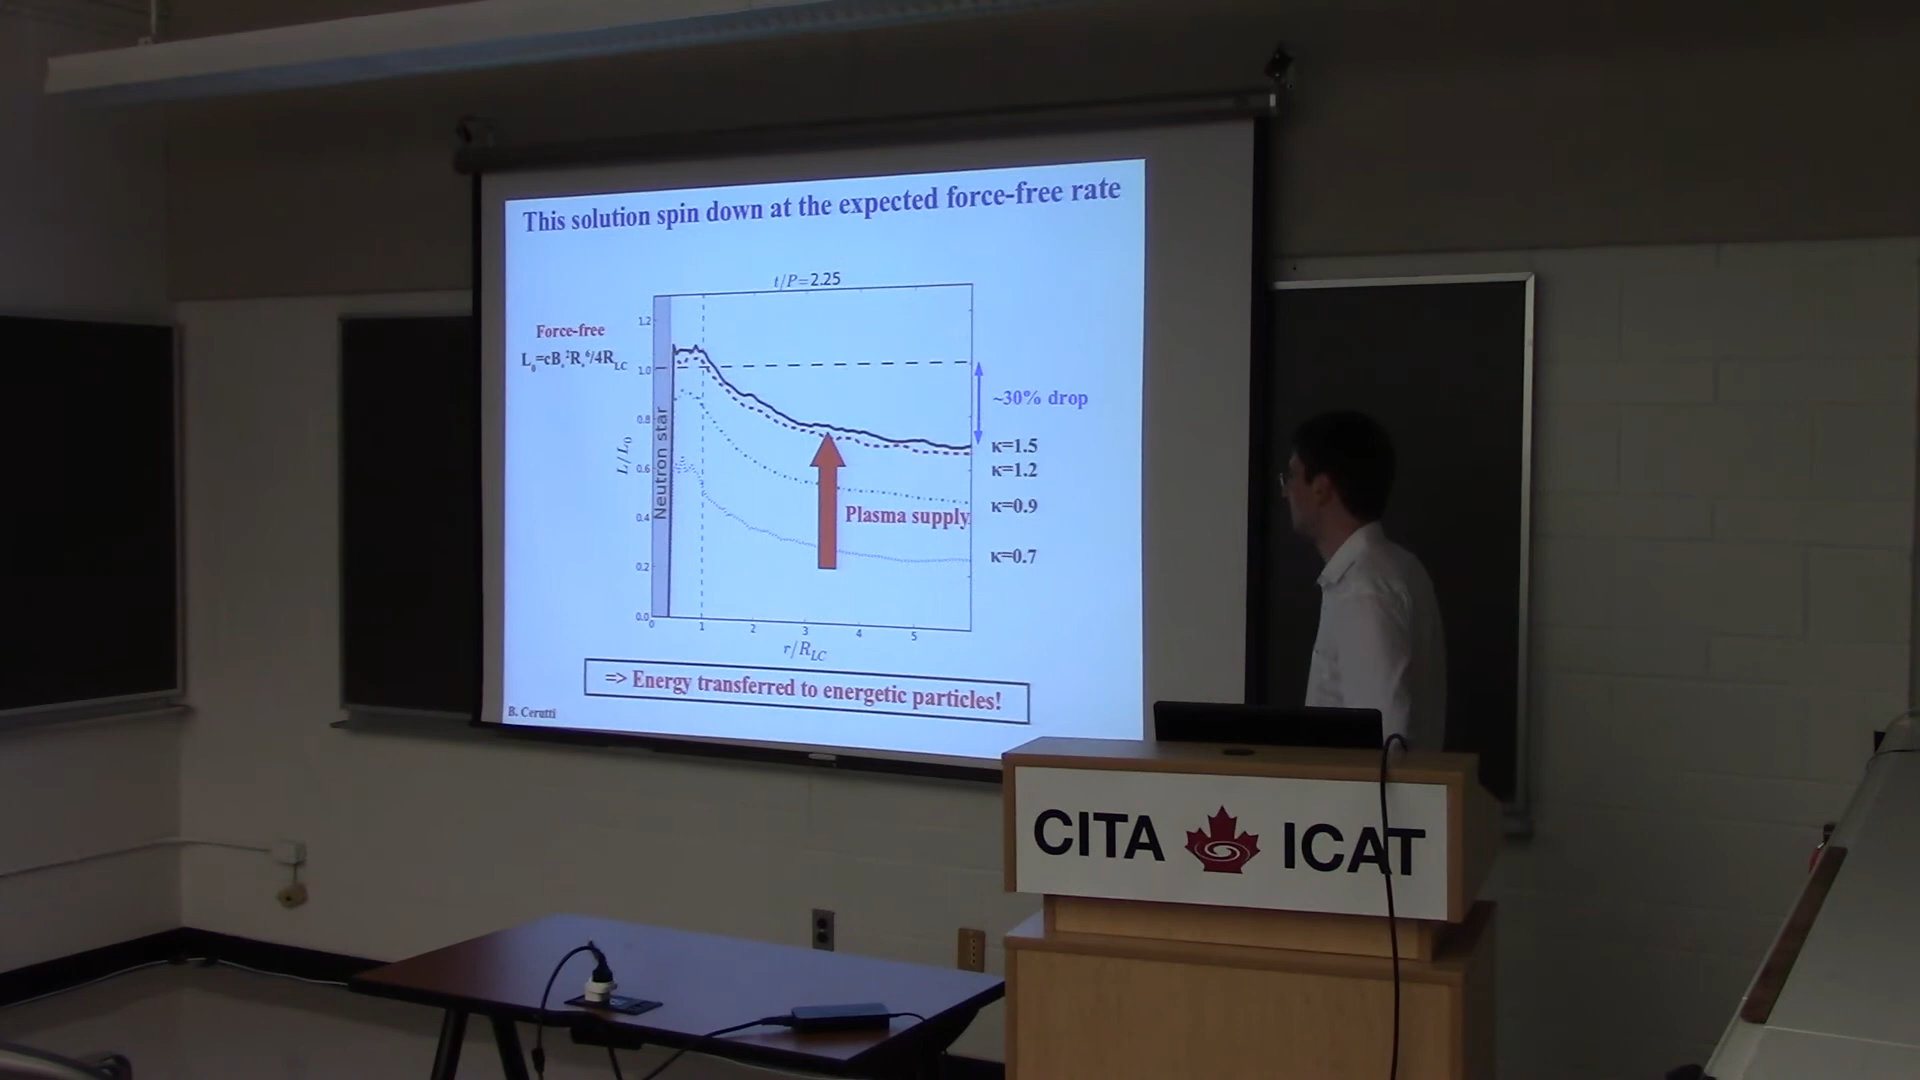 This solution spin down at the expected force-free rate
t/P=2.25
Force-free
L₀=cB⋆²R⋆⁶/4R_LC
1.2
1.0
0.8
0.6
0.4
0.2
0.0
L/L₀
Neutron star
~30% drop
κ=1.5
κ=1.2
κ=0.9
κ=0.7
Plasma supply
0 1 2 3 4 5
r/R_LC
=> Energy transferred to energetic particles!
B. Cerutti
CITA ICAT